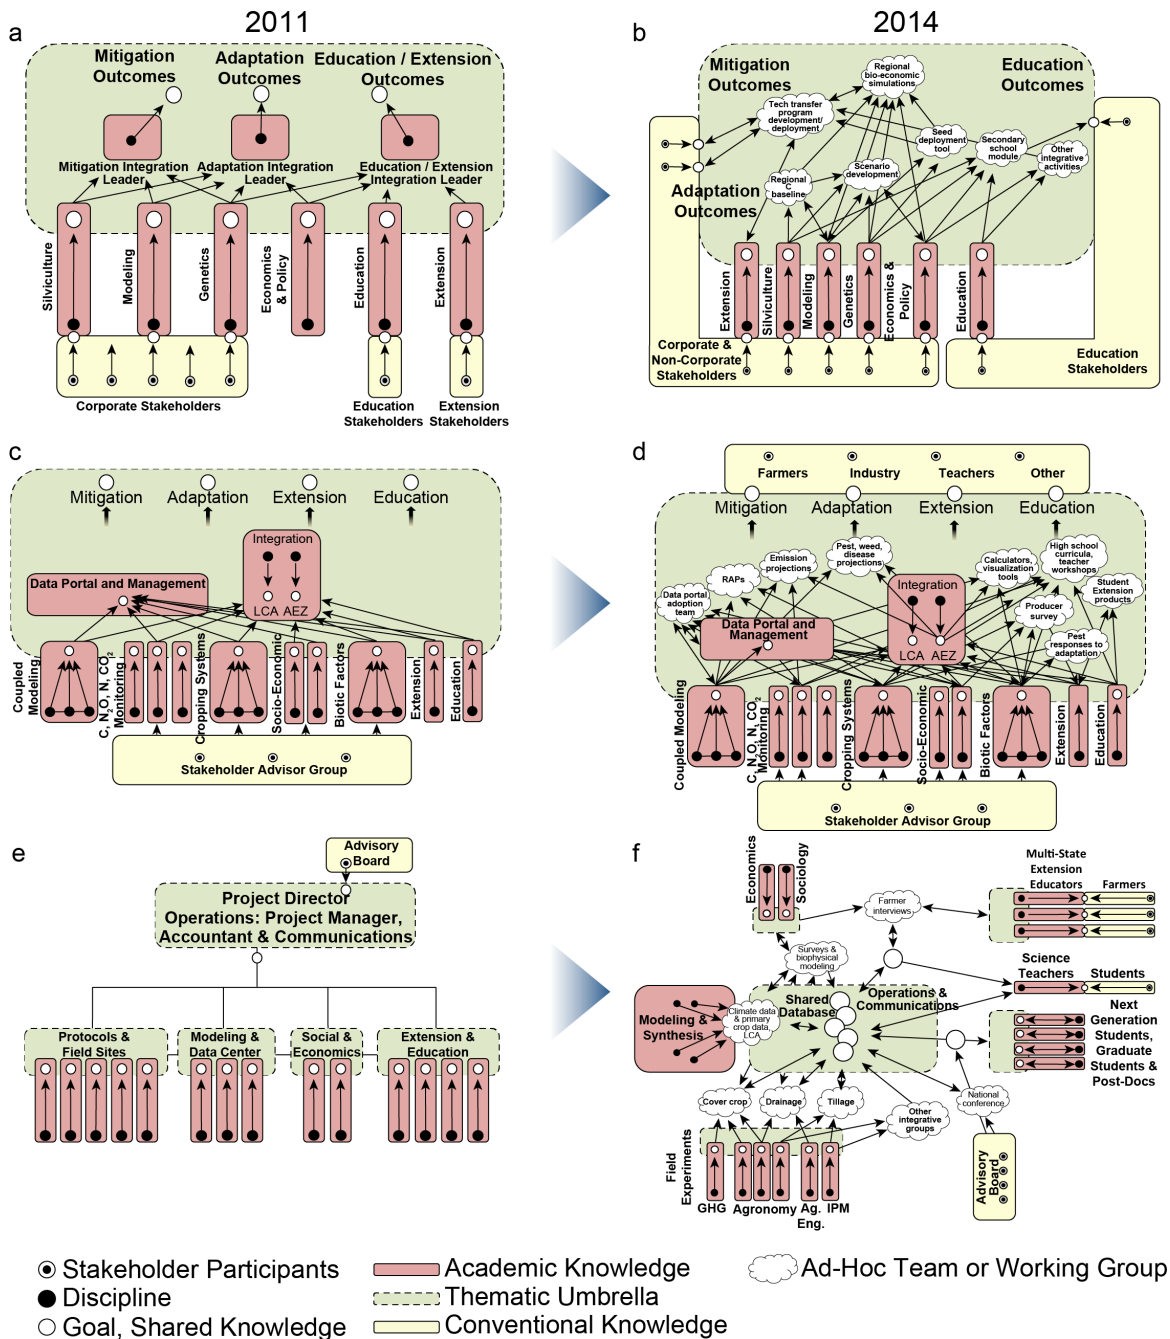 2011
2014
a
Mitigation
Outcomes
Adaptation
Outcomes
Education / Extension
Outcomes
Mitigation Integration
Leader
Adaptation Integration
Leader
Education / Extension
Integration Leader
Silviculture
Modeling
Genetics
Economics
& Policy
Education
Extension
Corporate Stakeholders
Education
Stakeholders
Extension
Stakeholders
b
Mitigation
Outcomes
Education
Outcomes
Adaptation
Outcomes
Regional
bio-economic
simulations
Tech transfer
program
development/
deployment
Seed
deployment
tool
Secondary
school
module
Other
integrative
activities
Scenario
development
Regional
C
baseline
Extension
Silviculture
Modeling
Genetics
Economics &
Policy
Education
Corporate &
Non-Corporate
Stakeholders
Education
Stakeholders
c
Mitigation
Adaptation
Extension
Education
Integration
LCA AEZ
Data Portal and Management
Coupled
Modeling
C, N2O, N, CO2
Monitoring
Cropping Systems
Socio-Economic
Biotic Factors
Extension
Education
Stakeholder Advisor Group
d
Farmers
Industry
Teachers
Other
Mitigation
Adaptation
Extension
Education
Data portal
adoption
team
RAPs
Emission
projections
Pest, weed,
disease
projections
Calculators,
visualization
tools
High school
curricula,
teacher
workshops
Student
Extension
products
Producer
survey
Pest
responses to
adaptation
Integration
LCA AEZ
Data Portal and
Management
Coupled Modeling
C, N2O, N, CO2
Monitoring
Cropping Systems
Socio-Economic
Biotic Factors
Extension
Education
Stakeholder Advisor Group
e
Advisory
Board
Project Director
Operations: Project Manager,
Accountant & Communications
Protocols &
Field Sites
Modeling &
Data Center
Social &
Economics
Extension &
Education
f
Economics
Sociology
Farmer
interviews
Multi-State
Extension
Educators
Farmers
Surveys &
biophysical
modeling
Science
Teachers
Students
Modeling &
Synthesis
Climate data &
primary
crop data,
LCA
Shared
Database
Operations &
Communications
Next
Generation
Students,
Graduate
Students &
Post-Docs
Cover crop
Drainage
Tillage
Other
integrative
groups
National
conference
Field
Experiments
GHG
Agronomy
Ag.
Eng.
IPM
Advisory
Board
Stakeholder Participants
Discipline
Goal, Shared Knowledge
Academic Knowledge
Thematic Umbrella
Conventional Knowledge
Ad-Hoc Team or Working Group